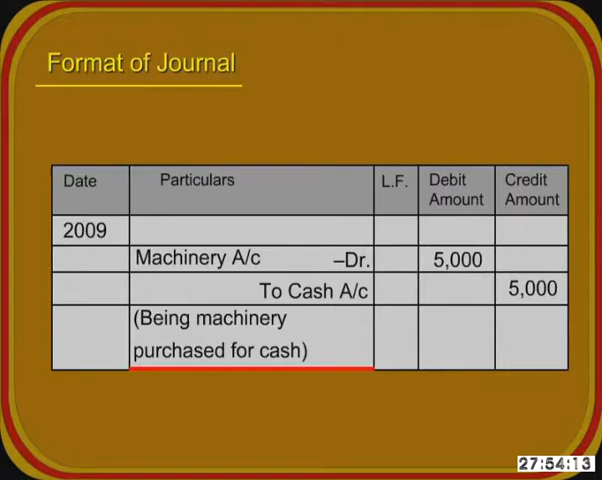 Format of Journal
Date Particulars L.F. Debit Amount Credit Amount
2009
Machinery A/c –Dr. 5,000
To Cash A/c 5,000
(Being machinery
purchased for cash)
27:54:13